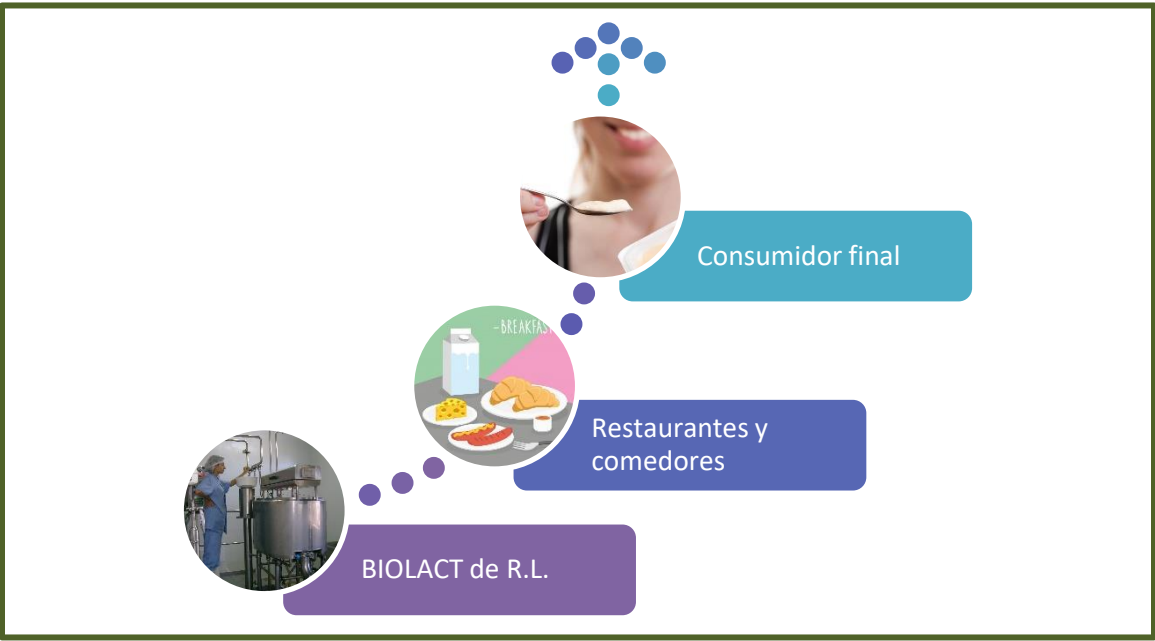 Consumidor final
-BREAKFAST
Restaurantes y
comedores
BIOLACT de R.L.